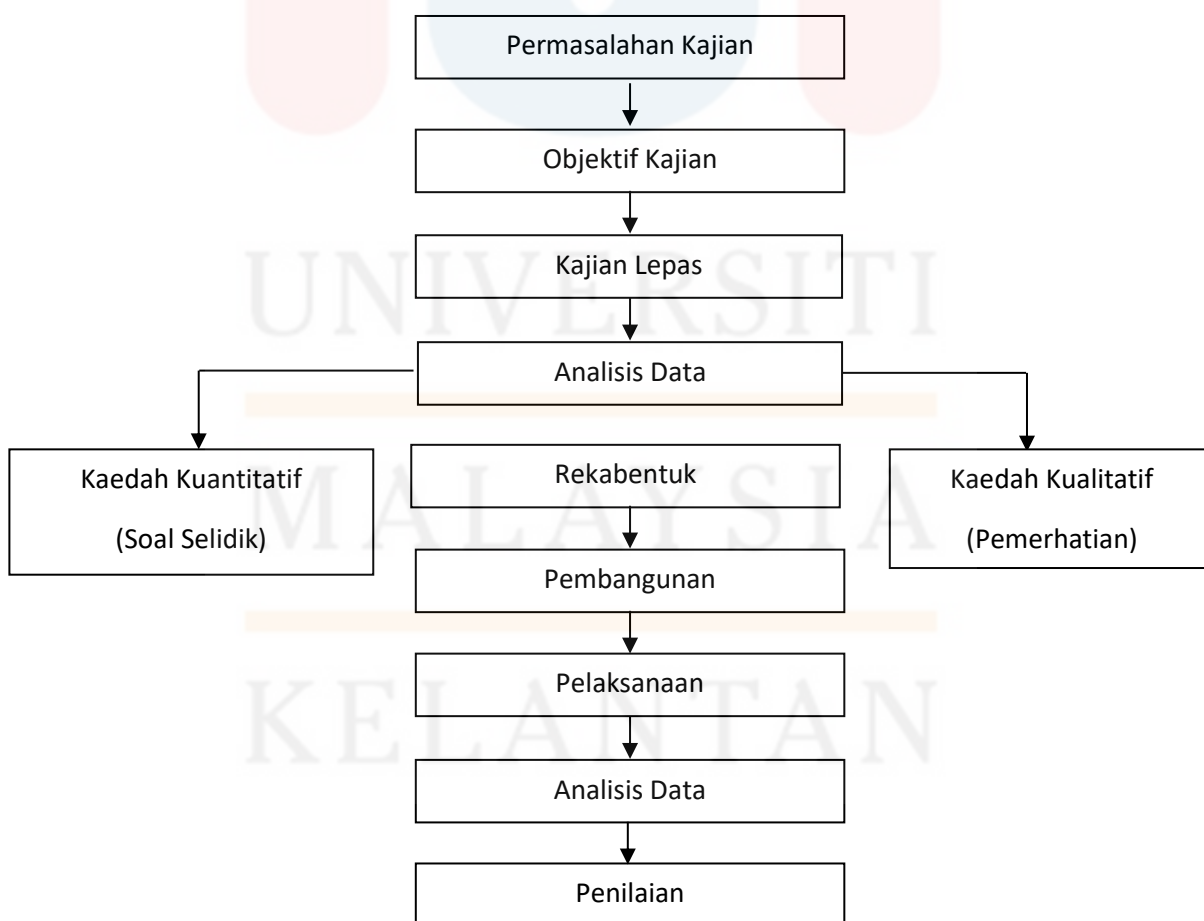 Permasalahan Kajian
Objektif Kajian
Kajian Lepas
UNIVERSITI
Analisis Data
Kaedah Kuantitatif
(Soal Selidik)
Rekabentuk
Kaedah Kualitatif
(Pemerhatian)
MALAYSIA
Pembangunan
Pelaksanaan
KELANTAN
Analisis Data
Penilaian